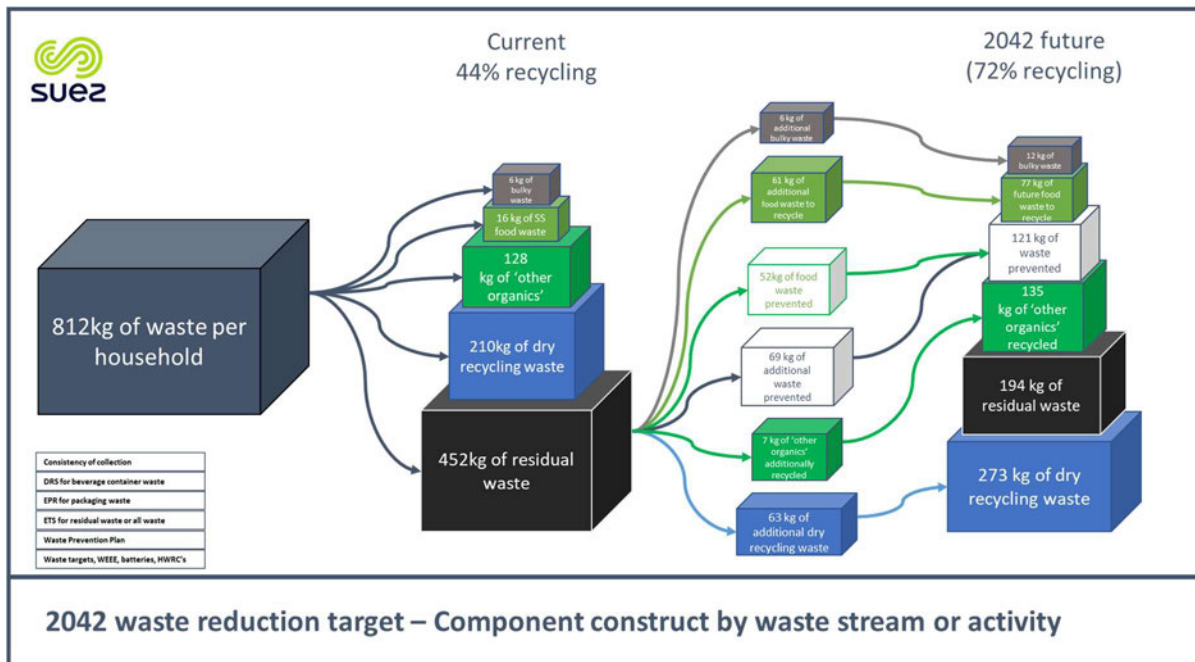 suez
Current
44% recycling
2042 future
(72% recycling)
812kg of waste per
household
6 kg of
bulky
waste
16 kg of SS
food waste
128
kg of ‘other
organics’
210kg of dry
recycling waste
452kg of residual
waste
6 kg of
additional
bulky waste
61 kg of
additional
food waste to
recycle
52kg of food
waste
prevented
69 kg of
additional
waste
prevented
7 kg of ‘other
organics’
additionally
recycled
63 kg of
additional dry
recycling waste
12 kg of
bulky waste
77 kg of
future food
waste to
recycle
121 kg of
waste
prevented
135
kg of ‘other
organics’
recycled
194 kg of
residual waste
273 kg of dry
recycling waste
Consistency of collection
DRS for beverage container waste
EPR for packaging waste
ETS for residual waste or all waste
Waste Prevention Plan
Waste targets, WEEE, batteries, HWRC's
2042 waste reduction target – Component construct by waste stream or activity